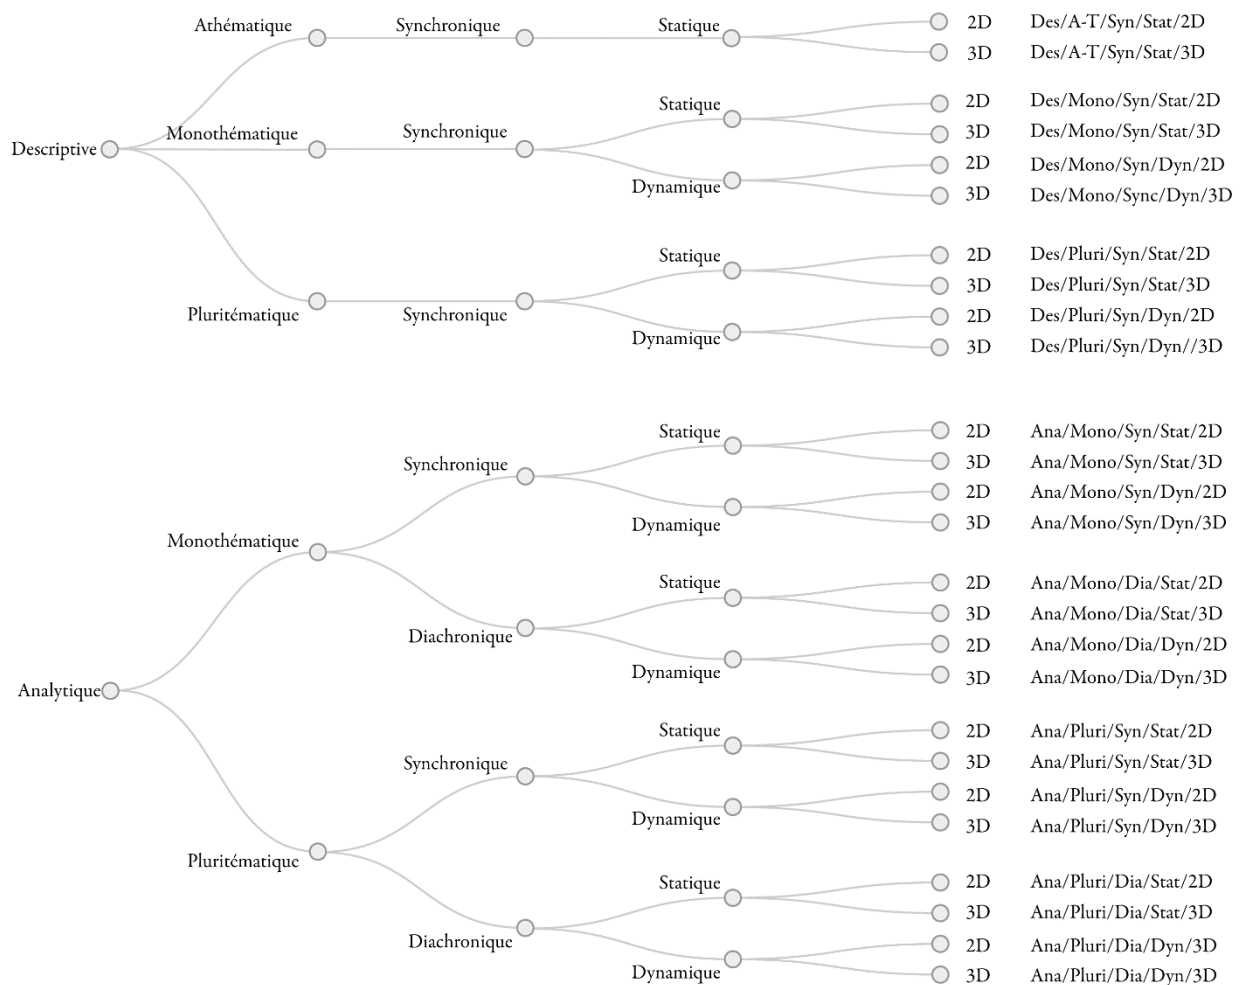 Athématique
Synchronique
Statique
2D Des/A-T/Syn/Stat/2D
3D Des/A-T/Syn/Stat/3D
Descriptive
Monothématique
Synchronique
Statique
2D Des/Mono/Syn/Stat/2D
3D Des/Mono/Syn/Stat/3D
Dynamique
2D Des/Mono/Syn/Dyn/2D
3D Des/Mono/Sync/Dyn/3D
Pluritématique
Synchronique
Statique
2D Des/Pluri/Syn/Stat/2D
3D Des/Pluri/Syn/Stat/3D
Dynamique
2D Des/Pluri/Syn/Dyn/2D
3D Des/Pluri/Syn/Dyn//3D
Analytique
Monothématique
Synchronique
Statique
2D Ana/Mono/Syn/Stat/2D
3D Ana/Mono/Syn/Stat/3D
Dynamique
2D Ana/Mono/Syn/Dyn/2D
3D Ana/Mono/Syn/Dyn/3D
Diachronique
Statique
2D Ana/Mono/Dia/Stat/2D
3D Ana/Mono/Dia/Stat/3D
Dynamique
2D Ana/Mono/Dia/Dyn/2D
3D Ana/Mono/Dia/Dyn/3D
Pluritématique
Synchronique
Statique
2D Ana/Pluri/Syn/Stat/2D
3D Ana/Pluri/Syn/Stat/3D
Dynamique
2D Ana/Pluri/Syn/Dyn/2D
3D Ana/Pluri/Syn/Dyn/3D
Diachronique
Statique
2D Ana/Pluri/Dia/Stat/2D
3D Ana/Pluri/Dia/Stat/3D
Dynamique
2D Ana/Pluri/Dia/Dyn/3D
3D Ana/Pluri/Dia/Dyn/3D